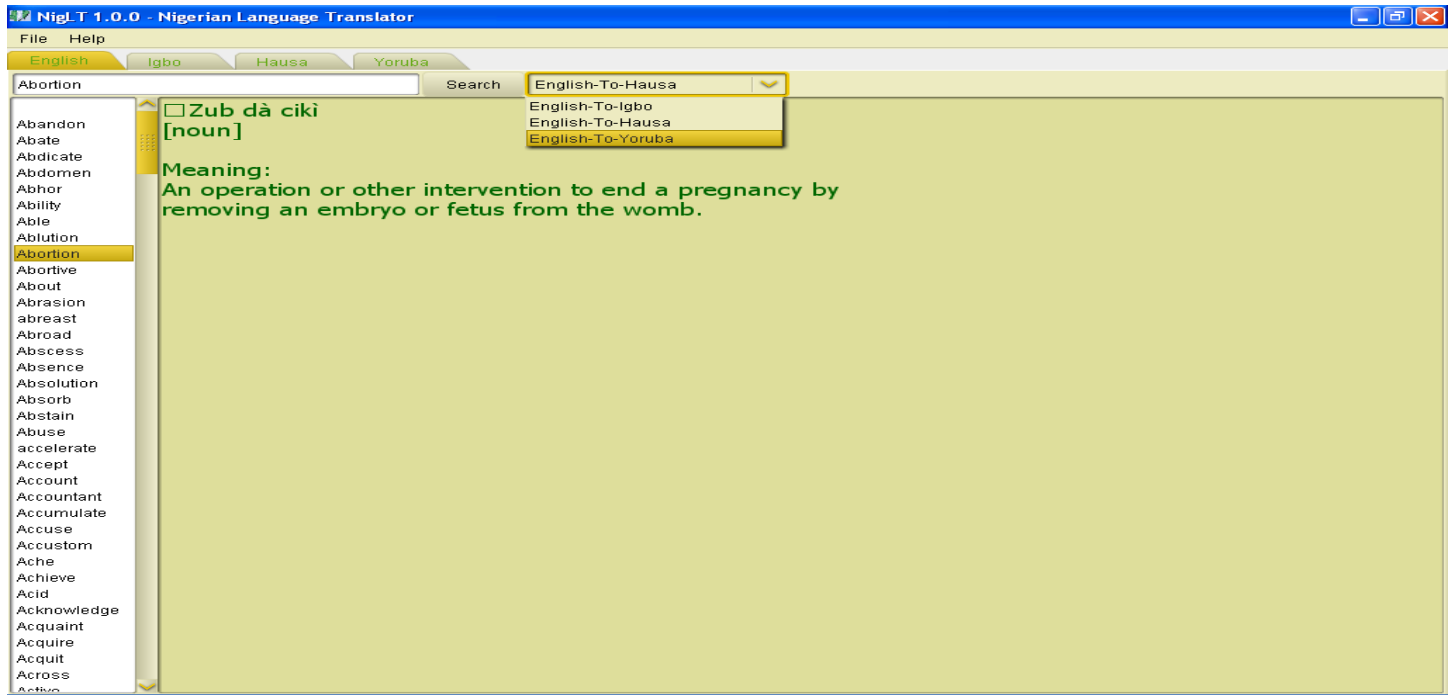 NigLT 1.0.0 - Nigerian Language Translator
File Help
English Igbo Hausa Yoruba
Abortion Search English-To-Hausa
English-To-Igbo
English-To-Hausa
English-To-Yoruba
Abandon
Abate
Abdicate
Abdomen
Abhor
Ability
Able
Ablution
Abortion
Abortive
About
Abrasion
abreast
Abroad
Abscess
Absence
Absolution
Absorb
Abstain
Abuse
accelerate
Accept
Account
Accountant
Accumulate
Accuse
Accustom
Ache
Achieve
Acid
Acknowledge
Acquaint
Acquire
Acquit
Across
Active
□Zub dà cikì
[noun]
Meaning:
An operation or other intervention to end a pregnancy by
removing an embryo or fetus from the womb.